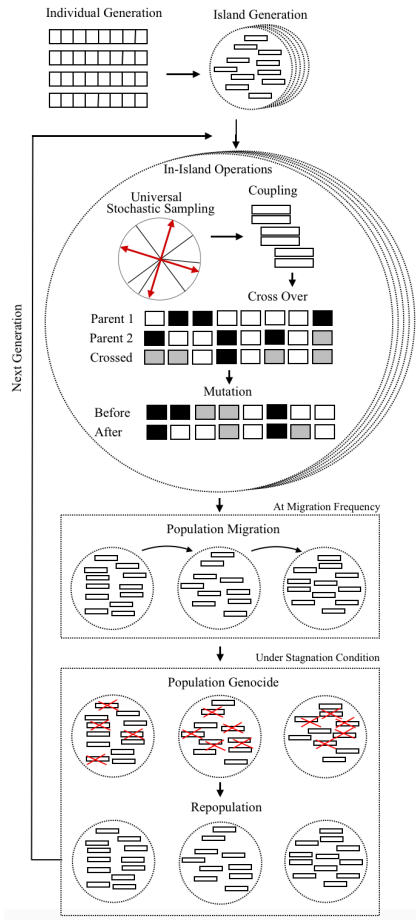 Individual Generation
Island Generation
In-Island Operations
Universal
Stochastic Sampling
Coupling
Cross Over
Parent 1
Parent 2
Crossed
Mutation
Before
After
Next Generation
At Migration Frequency
Population Migration
Under Stagnation Condition
Population Genocide
Repopulation